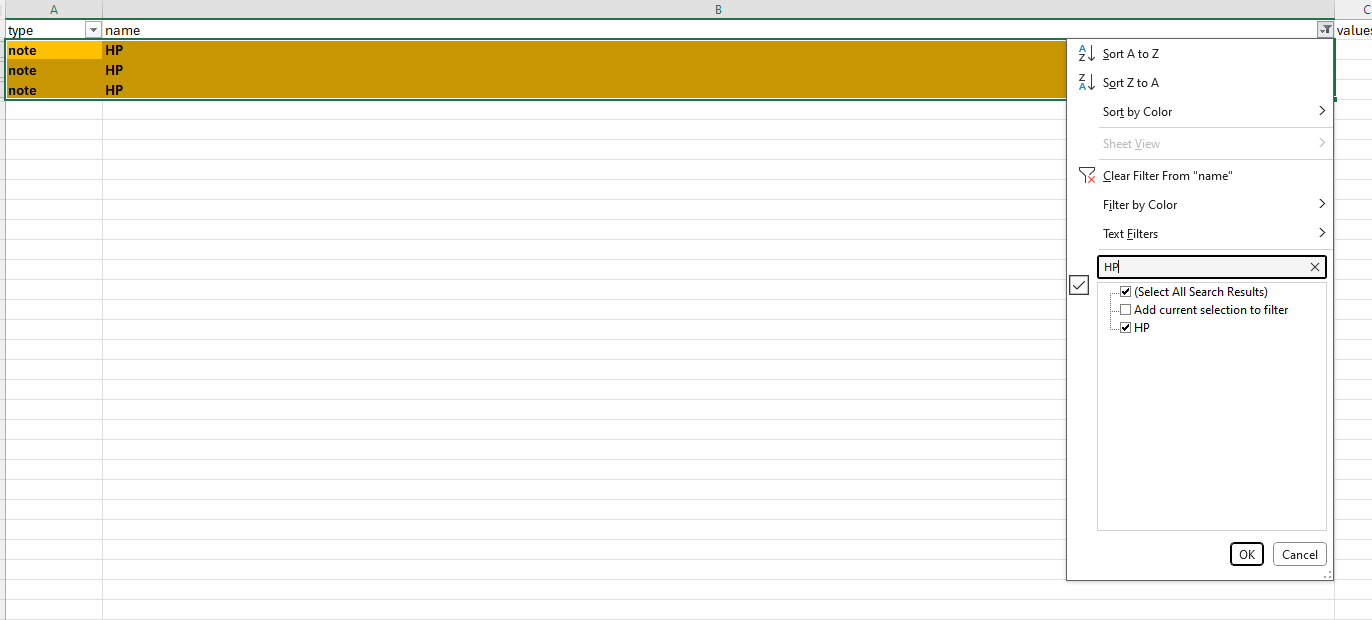 A B C
type name values
note HP
note HP
note HP
Sort A to Z
Sort Z to A
Sort by Color
Sheet View
Clear Filter From "name"
Filter by Color
Text Filters
HP
(Select All Search Results)
Add current selection to filter
HP
OK Cancel